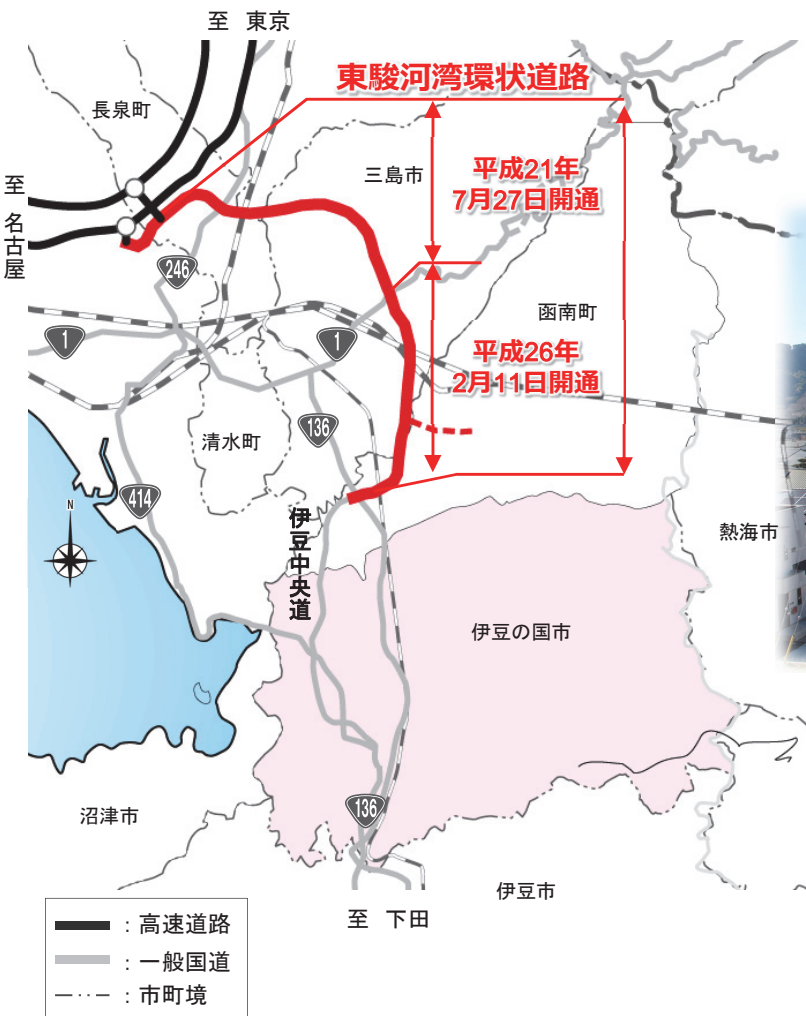 至 東京
東駿河湾環状道路
長泉町
三島市
平成21年
7月27日開通
至 名古屋
246
函南町
1
1
平成26年
2月11日開通
136
清水町
414
N
伊豆中央道
熱海市
伊豆の国市
136
沼津市
伊豆市
至 下田
：高速道路
：一般国道
：市町境